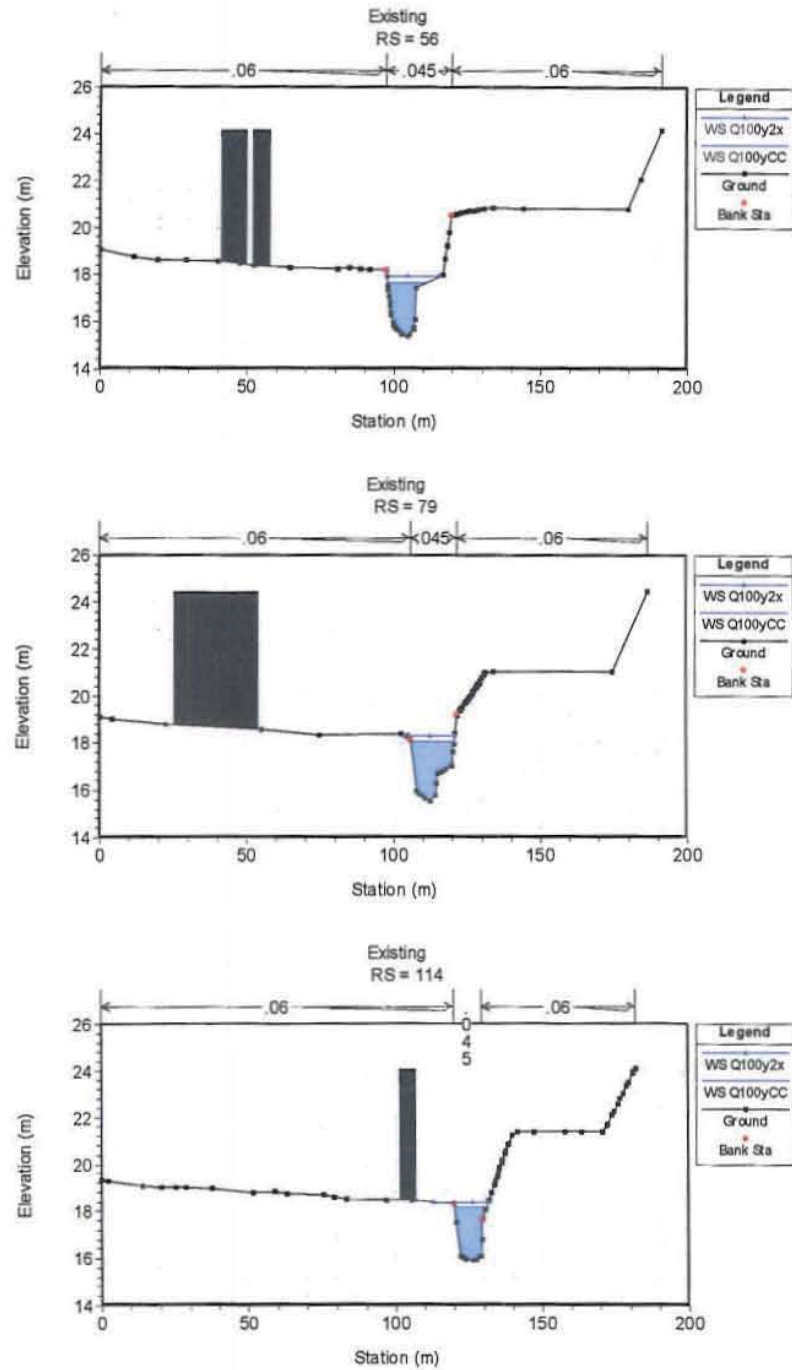 Existing
RS = 56
.06
.045
.06
26
24
22
20
18
16
14
0
50
100
150
200
Elevation (m)
Station (m)
Legend
WS Q100y2x
WS Q100yCC
Ground
Bank Sta
Existing
RS = 79
.06
.045
.06
26
24
22
20
18
16
14
0
50
100
150
200
Elevation (m)
Station (m)
Legend
WS Q100y2x
WS Q100yCC
Ground
Bank Sta
Existing
RS = 114
.06
.
0
4
5
.06
26
24
22
20
18
16
14
0
50
100
150
200
Elevation (m)
Station (m)
Legend
WS Q100y2x
WS Q100yCC
Ground
Bank Sta